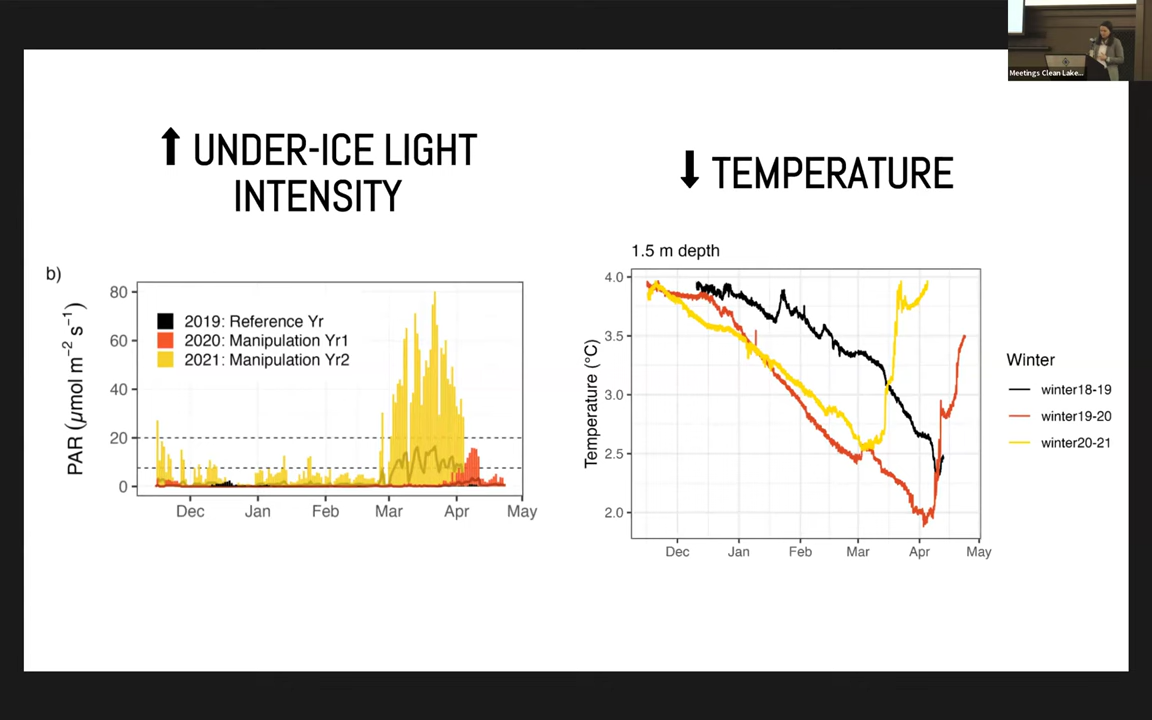 Meetings Clean Lake...
↑ UNDER-ICE LIGHT
INTENSITY
↓ TEMPERATURE
b)
PAR (µmol m⁻² s⁻¹)
80
60
40
20
0
2019: Reference Yr
2020: Manipulation Yr1
2021: Manipulation Yr2
Dec Jan Feb Mar Apr May
1.5 m depth
Temperature (°C)
4.0
3.5
3.0
2.5
2.0
Dec Jan Feb Mar Apr May
Winter
winter18-19
winter19-20
winter20-21